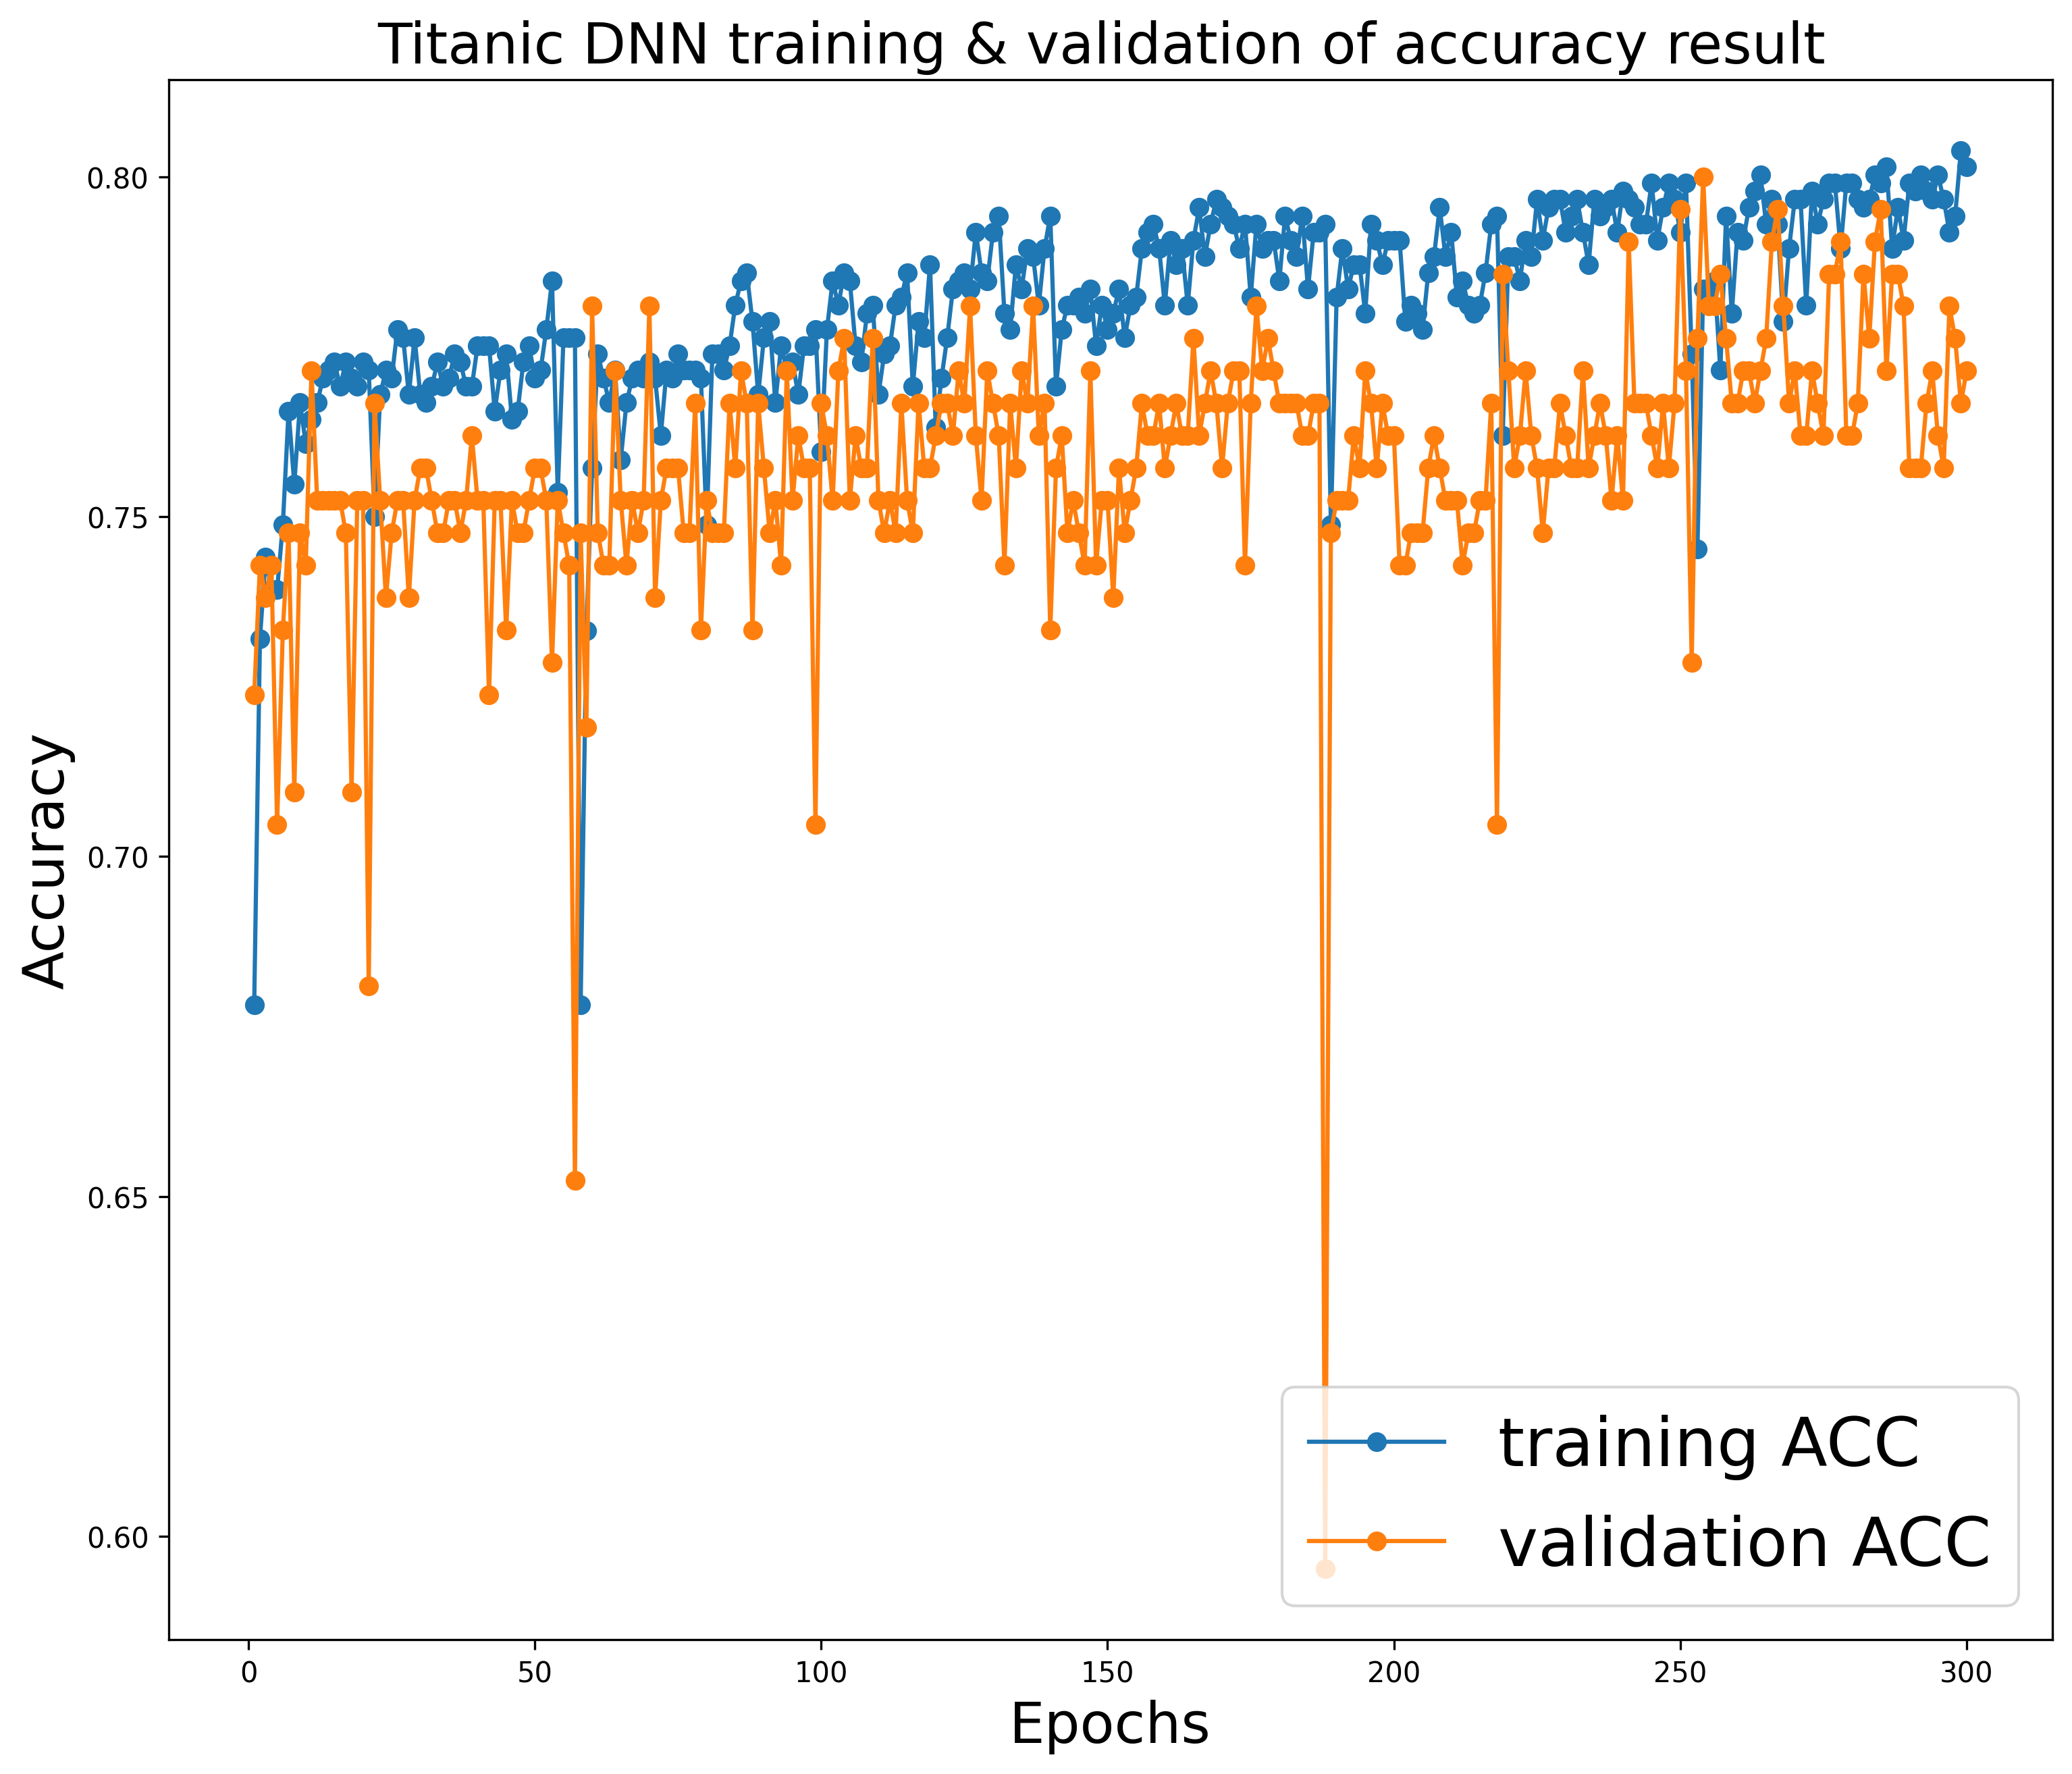 Titanic DNN training & validation of accuracy result
Accuracy
0.80
0.75
0.70
0.65
0.60
training ACC
validation ACC
0 50 100 150 200 250 300
Epochs